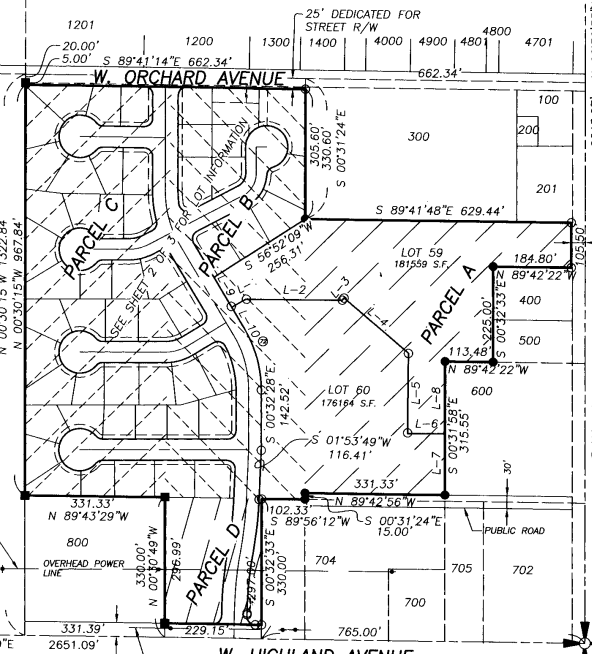 25' DEDICATED FOR
STREET R/W
1201
1200
1300
1400
4000
4900
4800
4801
4701
20.00'
5.00'
S 89°41'14"E 662.34'
662.34'
W. ORCHARD AVENUE
100
200
300
201
305.60'
330.60'
S 00°31'24"E
S 89°41'48"E 629.44'
105.50'
PARCEL C
PARCEL B
SEE SHEET 2 OF 3 FOR LOT INFORMATION
N 00°30'15"W 1322.84'
N 00°30'15"W 967.84'
S 56°52'09"W
256.31'
LOT 59
181559 S.F.
PARCEL A
184.80'
N 89°42'22"W
400
225.00'
S 00°32'33"E
500
L-9
L-1
L-2
L-3
L-4
L-10
113.48'
N 89°42'22"W
600
S 00°32'28"E
142.52'
LOT 60
176164 S.F.
L-5
L-8
L-6
L-7
S 00°31'58"E
315.55'
S 01°53'49"W
116.41'
30'
331.33'
N 89°43'29"W
331.33'
N 89°42'56"W
102.33'
S 89°56'12"W
S 00°31'24"E
15.00'
PUBLIC ROAD
800
OVERHEAD POWER
LINE
330.00'
N 00°30'49"W
296.99'
PARCEL D
S 00°32'33"E
330.00'
704
705
702
700
331.39'
229.15'
765.00'
2651.09'
W. HIGHLAND AVENUE